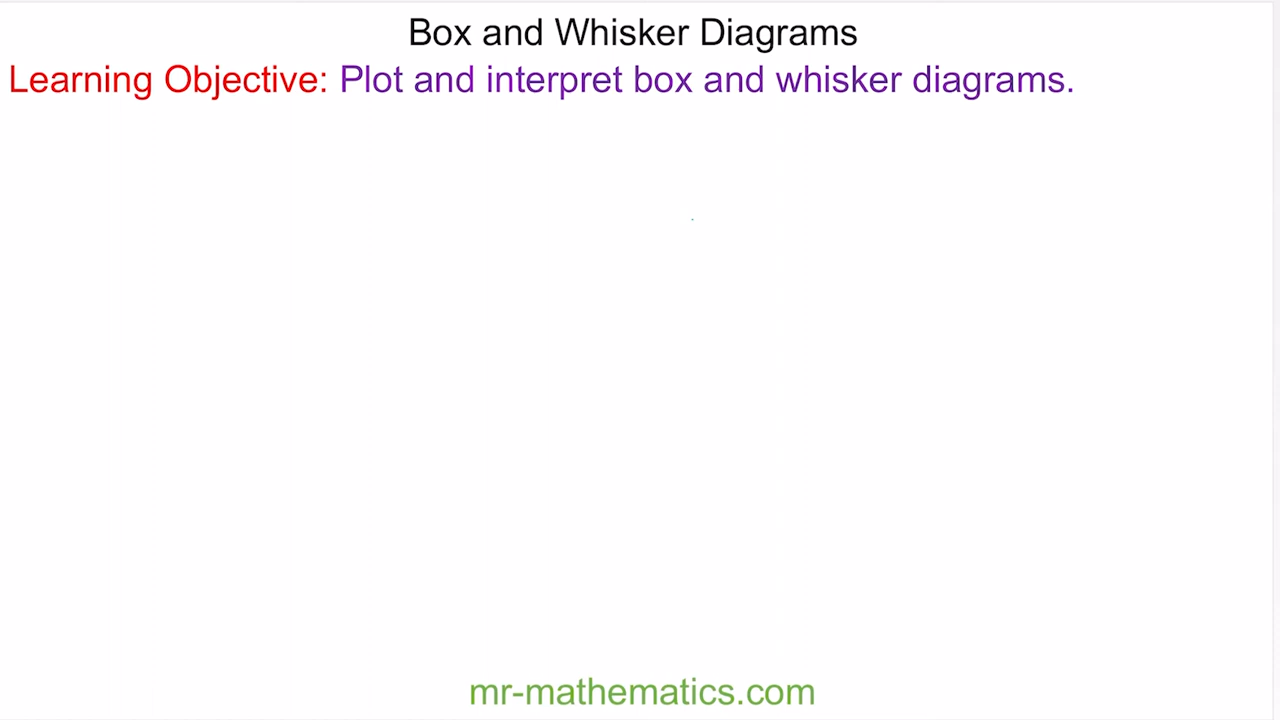 Box and Whisker Diagrams
Learning Objective: Plot and interpret box and whisker diagrams.
mr-mathematics.com